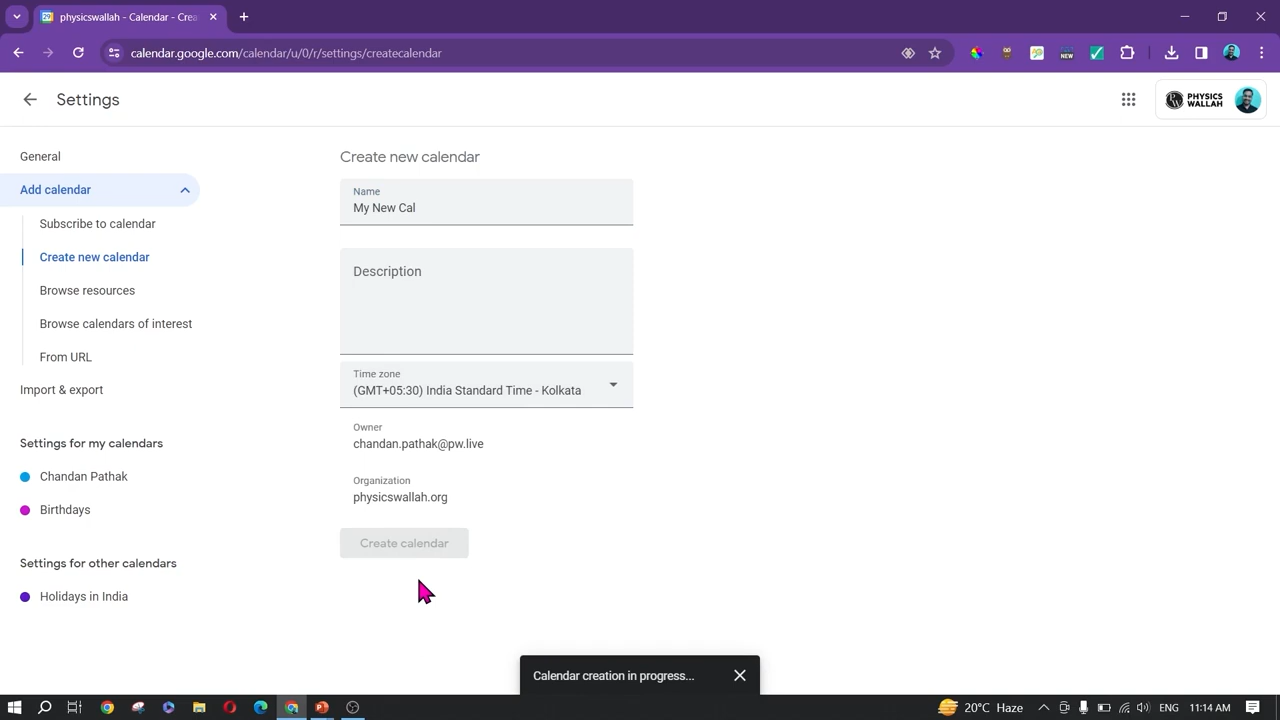 physicswallah - Calendar - Crea
calendar.google.com/calendar/u/0/r/settings/createcalendar
NEW
Settings
PHYSICS
WALLAH
General
Create new calendar
Add calendar
Name
My New Cal
Subscribe to calendar
Create new calendar
Description
Browse resources
Browse calendars of interest
From URL
Time zone
(GMT+05:30) India Standard Time - Kolkata
Import & export
Owner
chandan.pathak@pw.live
Settings for my calendars
Chandan Pathak
Organization
physicswallah.org
Birthdays
Create calendar
Settings for other calendars
Holidays in India
Calendar creation in progress...
20°C Haze
ENG
11:14 AM